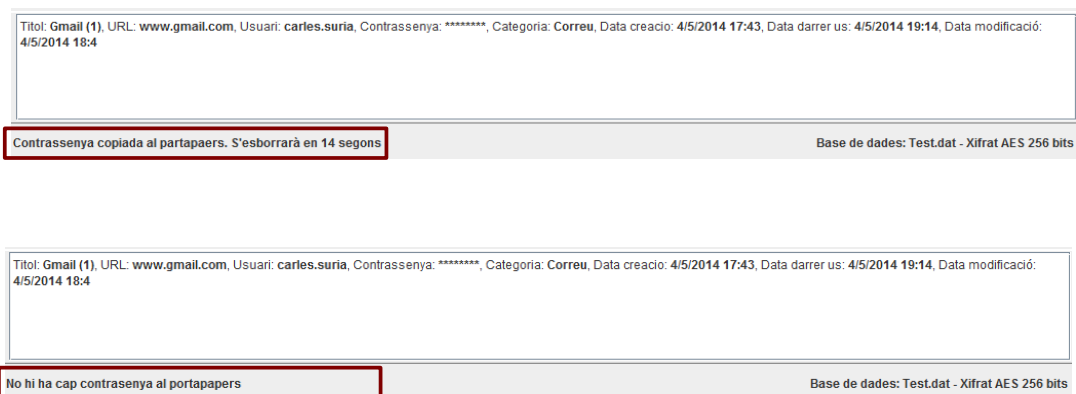 Titol: Gmail (1), URL: www.gmail.com, Usuari: carles.suria, Contrassenya: ********, Categoria: Correu, Data creacio: 4/5/2014 17:43, Data darrer us: 4/5/2014 19:14, Data modificació:
4/5/2014 18:4
Contrassenya copiada al partapaers. S'esborrarà en 14 segons
Base de dades: Test.dat - Xifrat AES 256 bits
Titol: Gmail (1), URL: www.gmail.com, Usuari: carles.suria, Contrassenya: ********, Categoria: Correu, Data creacio: 4/5/2014 17:43, Data darrer us: 4/5/2014 19:14, Data modificació:
4/5/2014 18:4
No hi ha cap contrasenya al portapapers
Base de dades: Test.dat - Xifrat AES 256 bits